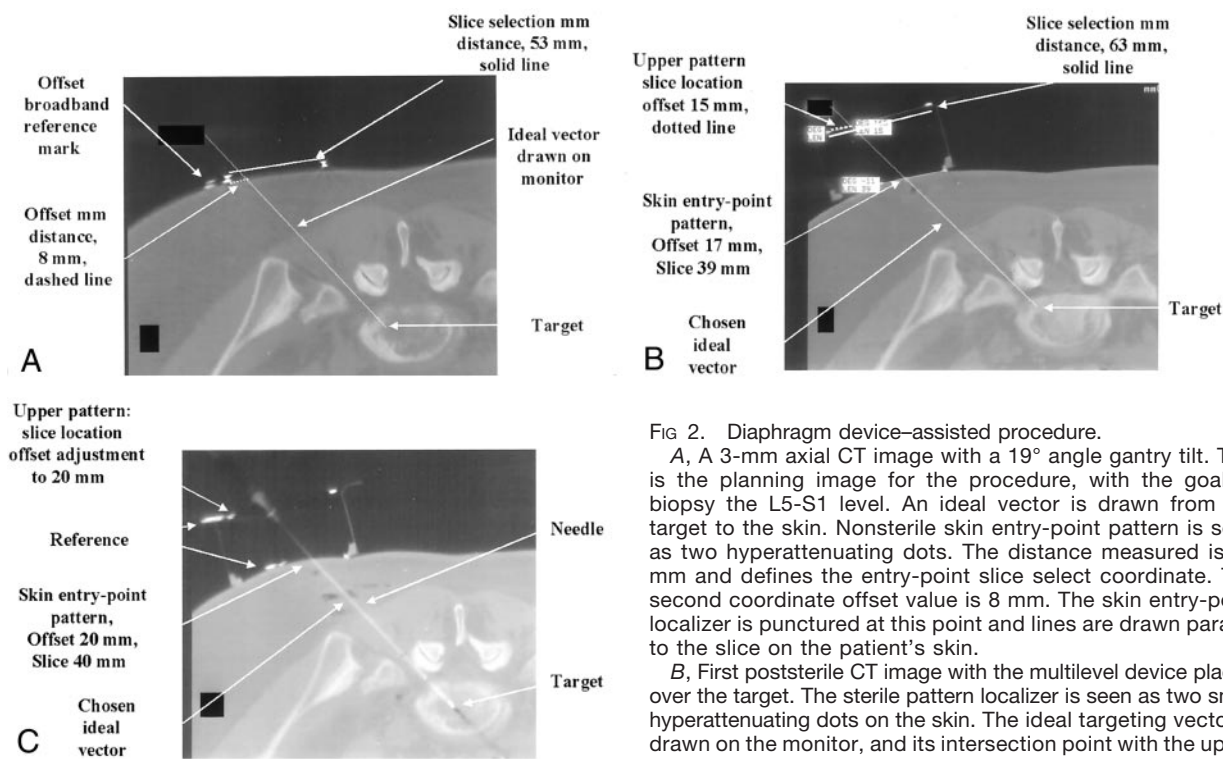 Slice selection mm
distance, 53 mm,
solid line
Offset
broadband
reference
mark
Ideal vector
drawn on
monitor
Offset mm
distance,
8 mm,
dashed line
Target
A
Slice selection mm
distance, 63 mm,
solid line
Upper pattern
slice location
offset 15 mm,
dotted line
Skin entry-point
pattern,
Offset 17 mm,
Slice 39 mm
Target
Chosen
ideal
vector
B
Upper pattern:
slice location
offset adjustment
to 20 mm
Reference
Needle
Skin entry-point
pattern,
Offset 20 mm,
Slice 40 mm
Target
Chosen
ideal
vector
C
FIG 2. Diaphragm device–assisted procedure.
A, A 3-mm axial CT image with a 19° angle gantry tilt. T
is the planning image for the procedure, with the goal
biopsy the L5-S1 level. An ideal vector is drawn from
target to the skin. Nonsterile skin entry-point pattern is s
as two hyperattenuating dots. The distance measured is
mm and defines the entry-point slice select coordinate. T
second coordinate offset value is 8 mm. The skin entry-po
localizer is punctured at this point and lines are drawn para
to the slice on the patient's skin.
B, First poststerile CT image with the multilevel device plac
over the target. The sterile pattern localizer is seen as two sm
hyperattenuating dots on the skin. The ideal targeting vector
drawn on the monitor, and its intersection point with the up